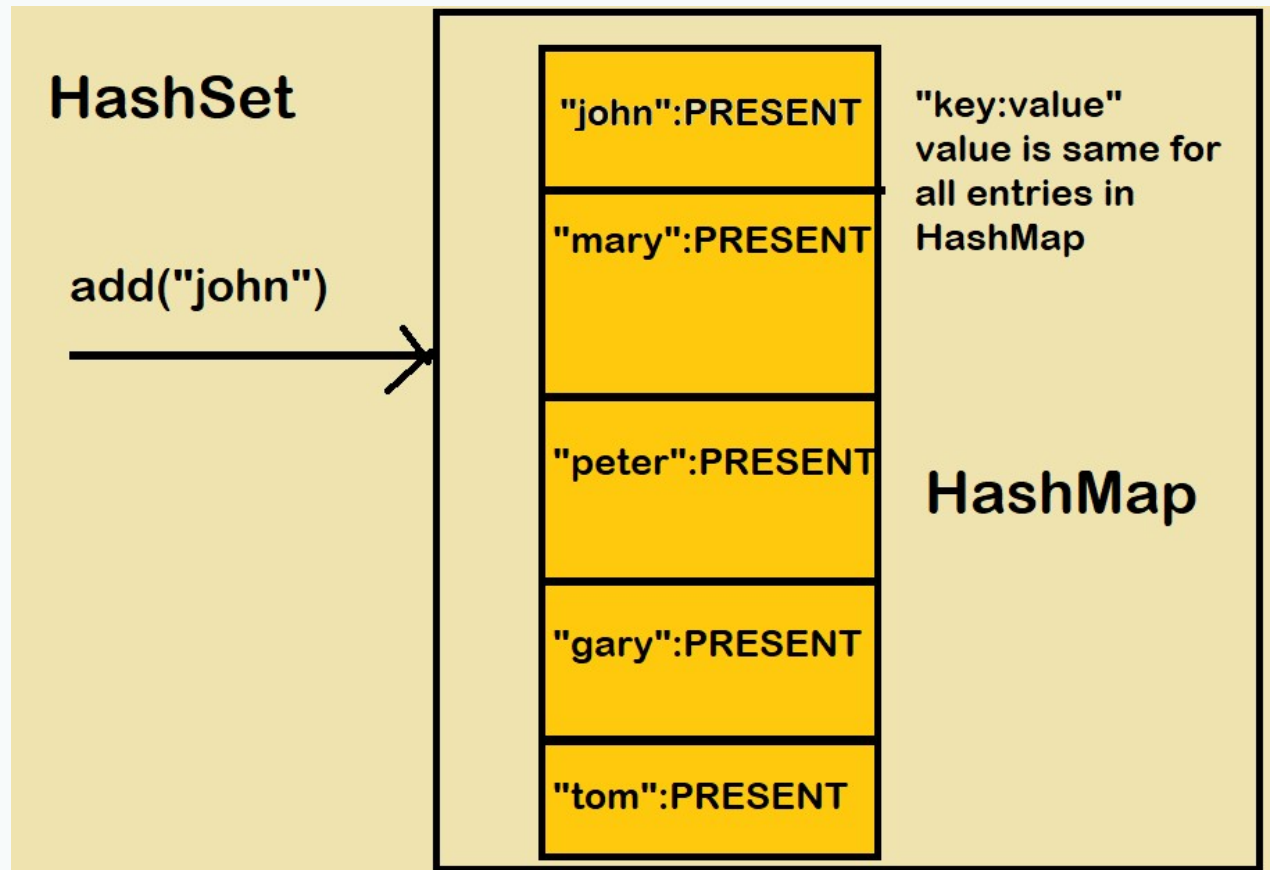 HashSet
add("john")
"john":PRESENT
"mary":PRESENT
"peter":PRESENT
"gary":PRESENT
"tom":PRESENT
"key:value"
value is same for
all entries in
HashMap
HashMap